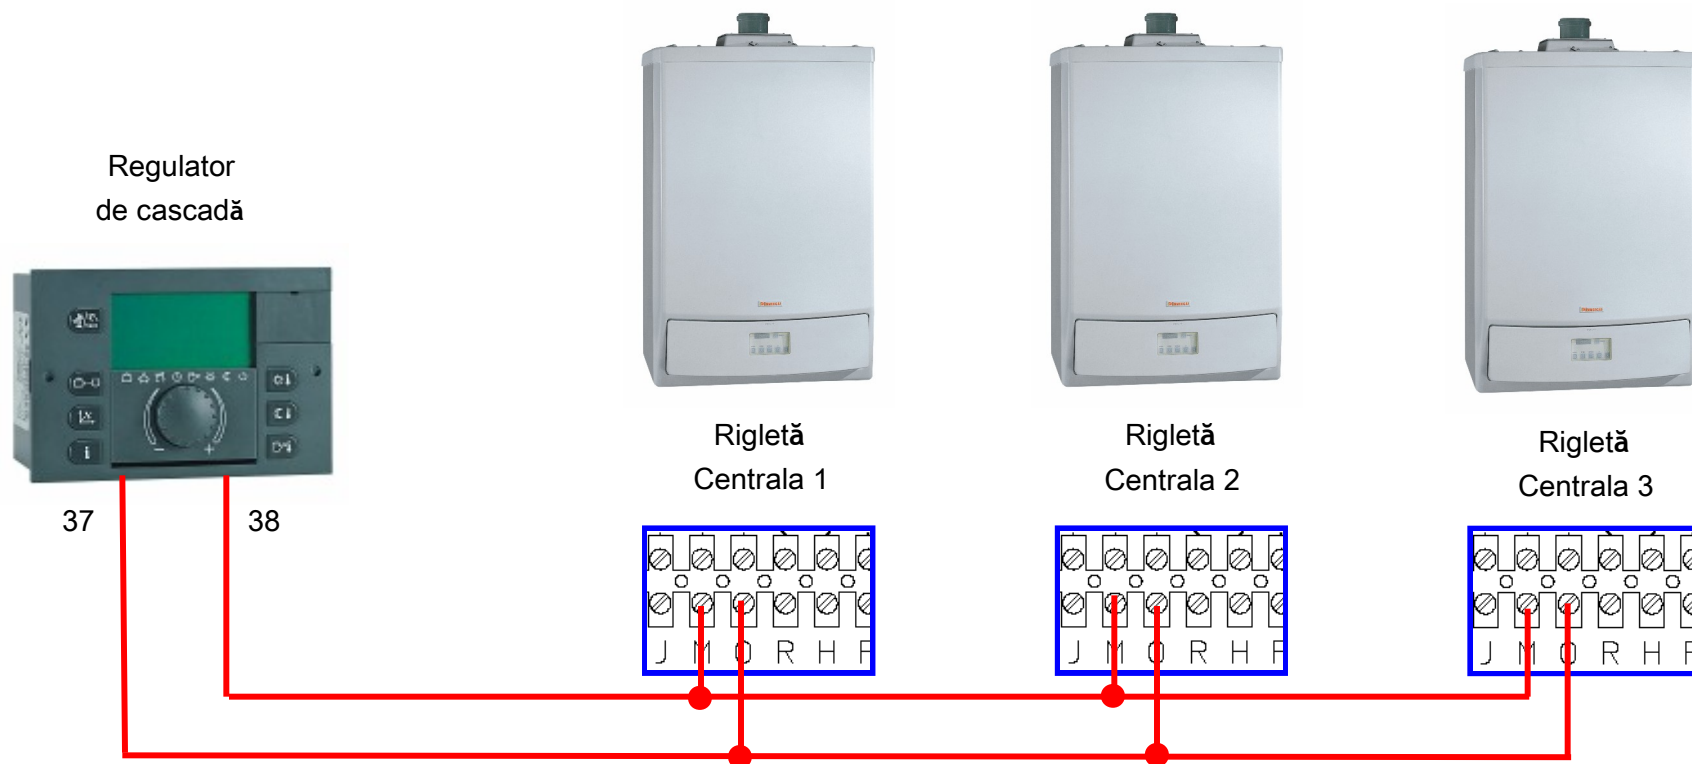 Regulator
de cascadă
37
38
Rigletă
Centrala 1
J M O R H
Rigletă
Centrala 2
J M O R H
Rigletă
Centrala 3
J M O R H